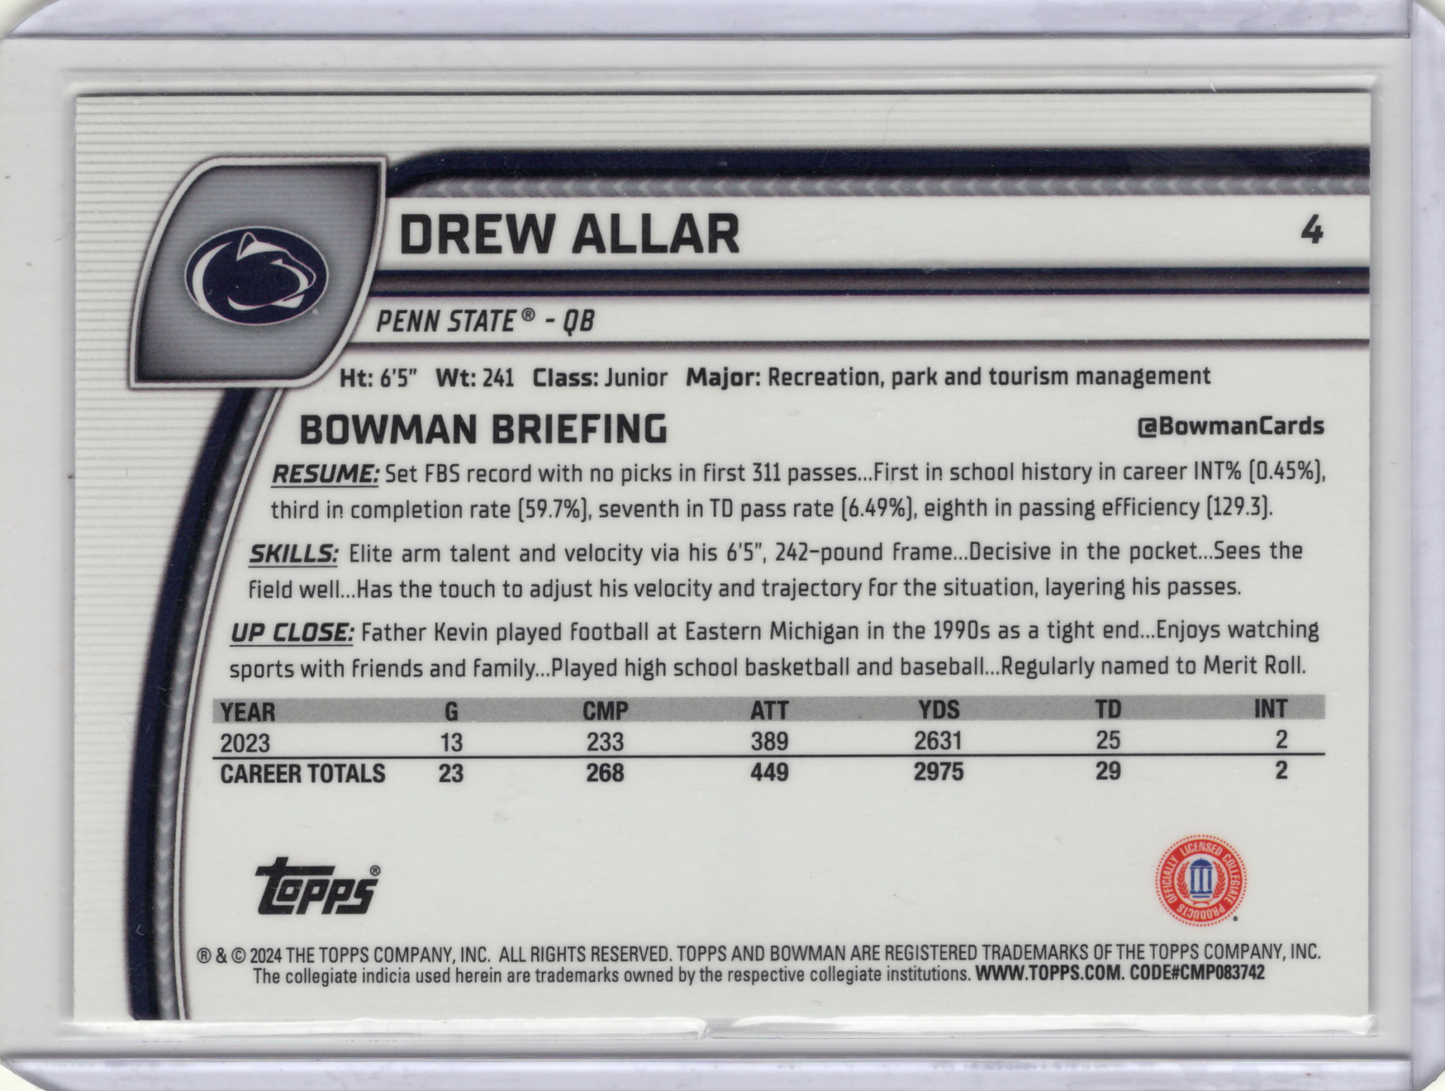 DREW ALLAR 4
PENN STATE® - QB
Ht: 6'5" Wt: 241 Class: Junior Major: Recreation, park and tourism management
BOWMAN BRIEFING @BowmanCards
RESUME: Set FBS record with no picks in first 311 passes...First in school history in career INT% (0.45%),
third in completion rate (59.7%), seventh in TD pass rate (6.49%), eighth in passing efficiency (129.3).
SKILLS: Elite arm talent and velocity via his 6'5", 242-pound frame...Decisive in the pocket...Sees the
field well...Has the touch to adjust his velocity and trajectory for the situation, layering his passes.
UP CLOSE: Father Kevin played football at Eastern Michigan in the 1990s as a tight end...Enjoys watching
sports with friends and family...Played high school basketball and baseball...Regularly named to Merit Roll.
YEAR G CMP ATT YDS TD INT
2023 13 233 389 2631 25 2
CAREER TOTALS 23 268 449 2975 29 2
Topps®
OFFICIALLY LICENSED COLLEGIATE PRODUCTS
® & © 2024 THE TOPPS COMPANY, INC. ALL RIGHTS RESERVED. TOPPS AND BOWMAN ARE REGISTERED TRADEMARKS OF THE TOPPS COMPANY, INC.
The collegiate indicia used herein are trademarks owned by the respective collegiate institutions. WWW.TOPPS.COM. CODE#CMP083742